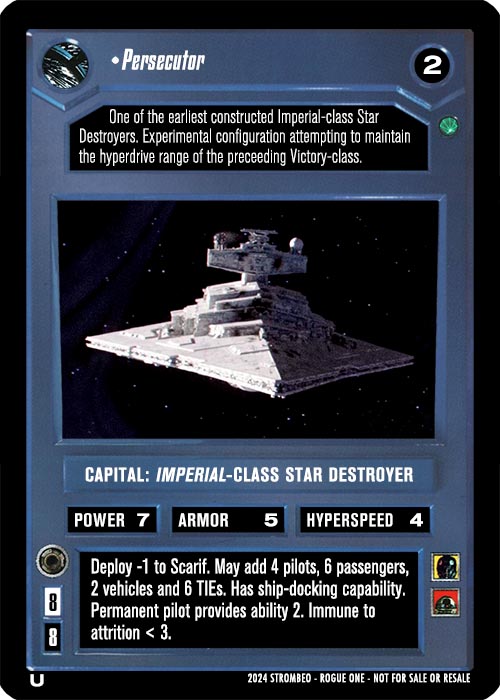 •Persecutor
2
One of the earliest constructed Imperial-class Star
Destroyers. Experimental configuration attempting to maintain
the hyperdrive range of the preceeding Victory-class.
CAPITAL: IMPERIAL-CLASS STAR DESTROYER
POWER 7 ARMOR 5 HYPERSPEED 4
Deploy -1 to Scarif. May add 4 pilots, 6 passengers,
2 vehicles and 6 TIEs. Has ship-docking capability.
Permanent pilot provides ability 2. Immune to
attrition < 3.
8
8
U
2024 STROMBEO - ROGUE ONE - NOT FOR SALE OR RESALE